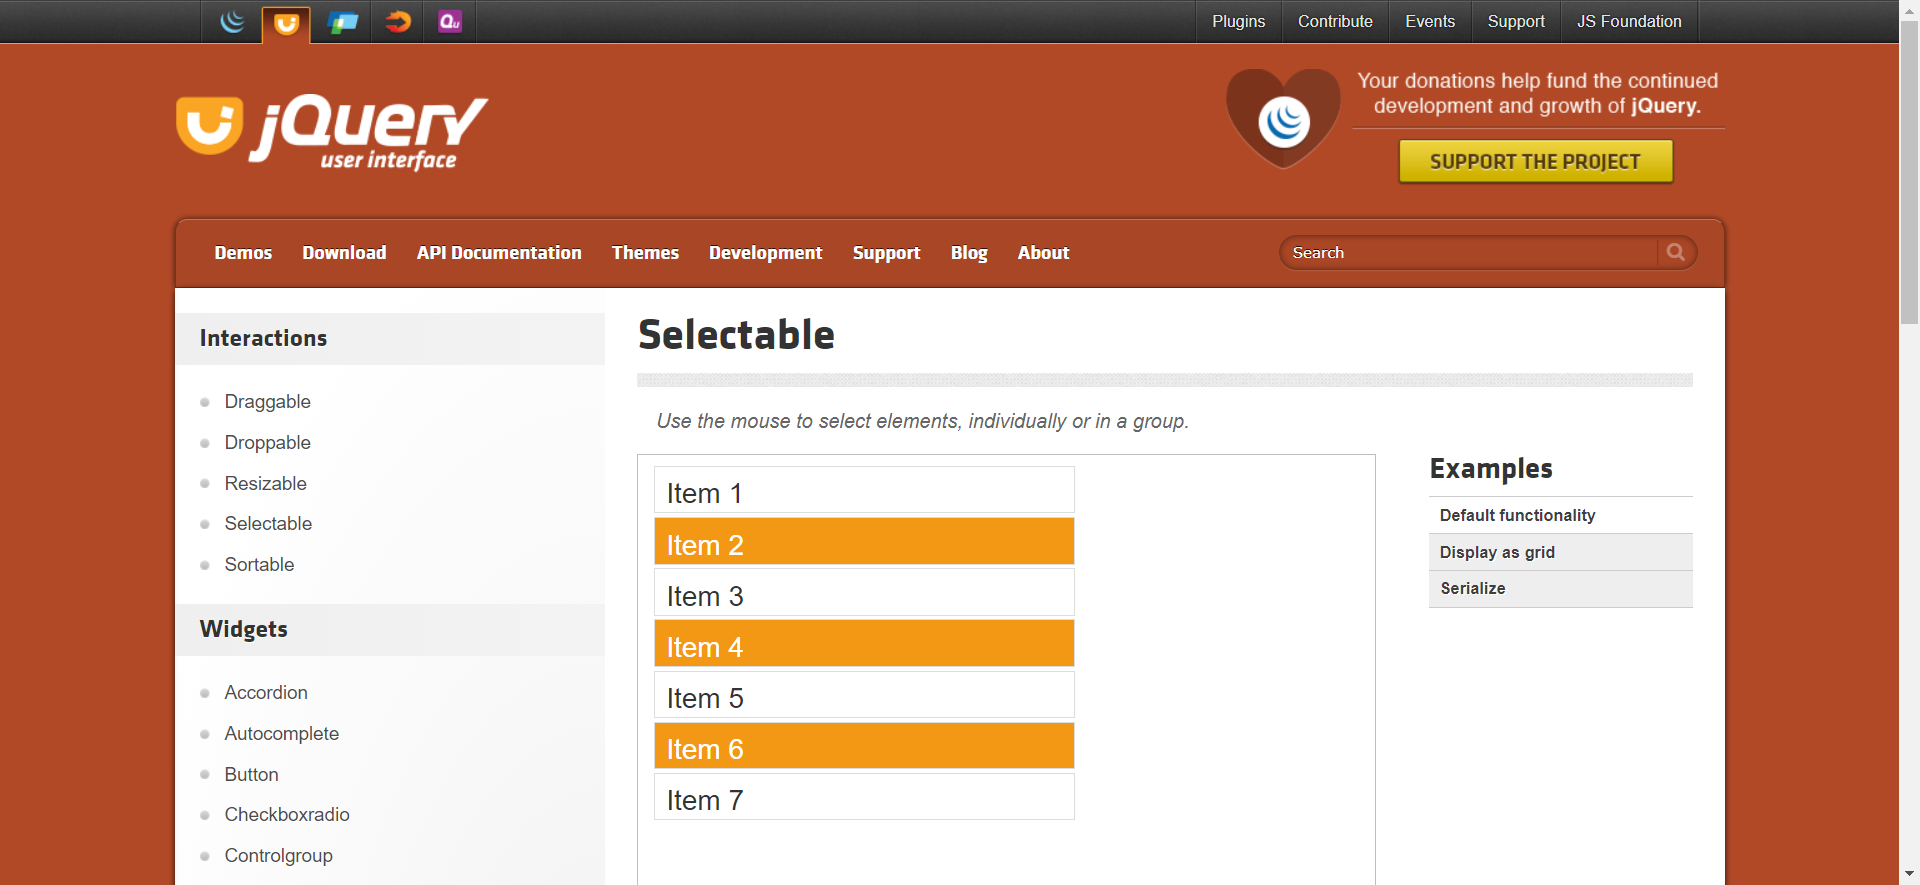 Qu
Plugins
Contribute
Events
Support
JS Foundation
jQuery
user interface
Your donations help fund the continued
development and growth of jQuery.
SUPPORT THE PROJECT
Demos
Download
API Documentation
Themes
Development
Support
Blog
About
Search
Interactions
Draggable
Droppable
Resizable
Selectable
Sortable
Widgets
Accordion
Autocomplete
Button
Checkboxradio
Controlgroup
Selectable
Use the mouse to select elements, individually or in a group.
Item 1
Item 2
Item 3
Item 4
Item 5
Item 6
Item 7
Examples
Default functionality
Display as grid
Serialize